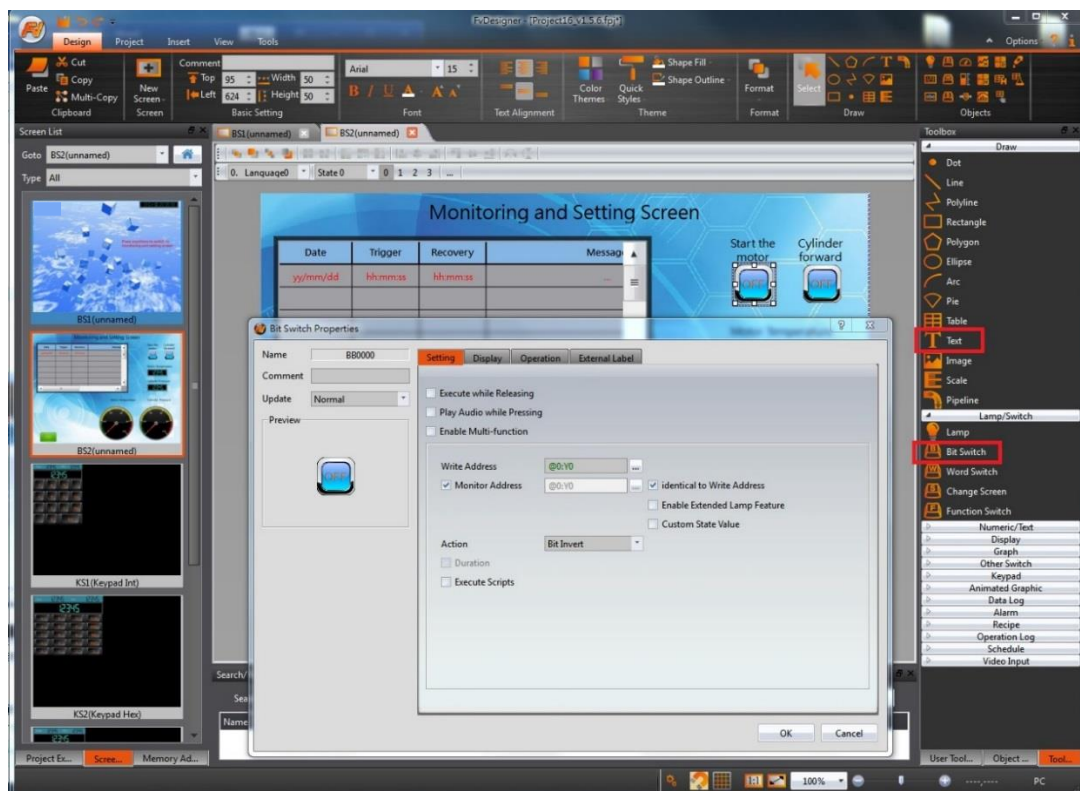 FvDesigner - [Project16_v1.5.6.fpj*]
Design Project Insert View Tools
Options
Cut
Copy
Multi-Copy
Paste
Clipboard
New
Screen
Screen
Comment
Top 95 Width 50
Left 624 Height 50
Basic Setting
Arial 15
B I U A A A
Font
Text Alignment
Color
Themes
Quick
Styles
Shape Fill
Shape Outline
Theme
Format
Format
Select
Draw
Objects
Screen List
Goto BS2(unnamed)
Type All
BS1(unnamed)
BS2(unnamed)
KS1(Keypad Int)
12345
KS2(Keypad Hex)
Project Ex... Scree... Memory Ad...
BS1(unnamed) BS2(unnamed)
0. Language0 State 0 0 1 2 3 ...
Monitoring and Setting Screen
Date Trigger Recovery Messag
yy/mm/dd hh:mm:ss hh:mm:ss ...
Start the
motor
Cylinder
forward
OFF OFF
Bit Switch Properties
Name BB0000
Comment
Update Normal
Preview
OFF
Setting Display Operation External Label
Execute while Releasing
Play Audio while Pressing
Enable Multi-function
Write Address @0:Y0 ...
Monitor Address @0:Y0 ... identical to Write Address
Enable Extended Lamp Feature
Custom State Value
Action Bit Invert
Duration
Execute Scripts
OK Cancel
Search/
Sea
Name
Toolbox
Draw
Dot
Line
Polyline
Rectangle
Polygon
Ellipse
Arc
Pie
Table
Text
Image
Scale
Pipeline
Lamp/Switch
Lamp
Bit Switch
Word Switch
Change Screen
Function Switch
Numeric/Text
Display
Graph
Other Switch
Keypad
Animated Graphic
Data Log
Alarm
Recipe
Operation Log
Schedule
Video Input
User Tool... Object ... Tool...
1:1 100% ----,---- PC